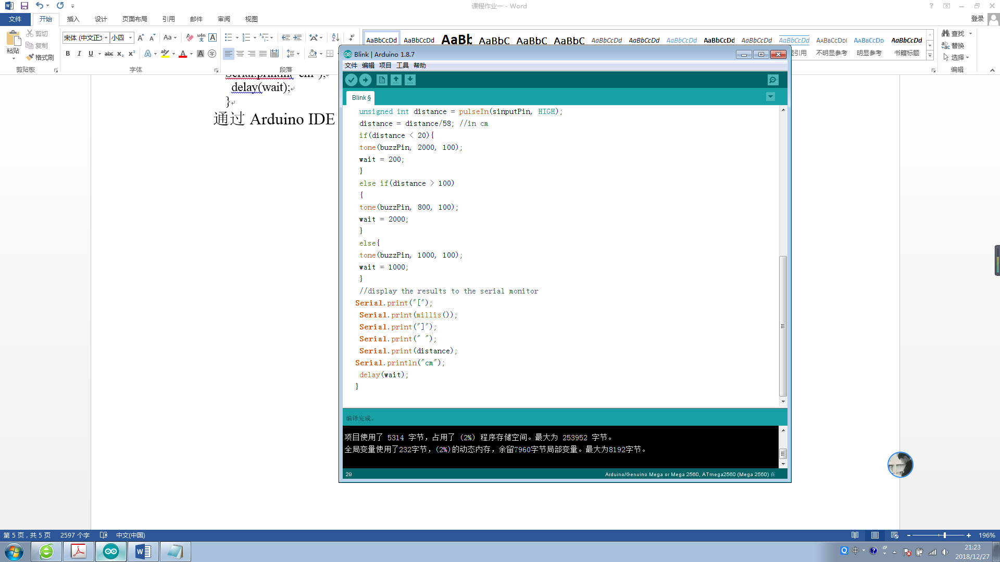 课程作业一 - Word
文件 开始 插入 设计 页面布局 引用 邮件 审阅 视图 登录
粘贴 剪切 复制 格式刷
宋体 (中文正文 小四
AaBbCcDd AaBbCcDd AaBb AaBbC AaBbC AaBbC AaBbCcDd AaBbCcDd AaBbCcDd AaBbCcDd AaBbCcDd AaBbCcDd AABBCCDDI AABBCCDD AaBbCcDd
引用 不明显参考 明显参考 书籍标题
查找 替换 选择
剪贴板 字体 段落 编辑
Serial.println("cm");
delay(wait);
}
通过 Arduino IDE
Blink | Arduino 1.8.7
文件 编辑 项目 工具 帮助
Blink §
unsigned int distance = pulseIn(sinputPin, HIGH);
distance = distance/58; //in cm
if(distance < 20){
tone(buzzPin, 2000, 100);
wait = 200;
}
else if(distance > 100)
{
tone(buzzPin, 800, 100);
wait = 2000;
}
else{
tone(buzzPin, 1000, 100);
wait = 1000;
}
//display the results to the serial monitor
Serial.print("[");
Serial.print(millis());
Serial.print("]");
Serial.print(" ");
Serial.print(distance);
Serial.println("cm");
delay(wait);
}
编译完成。
项目使用了 5314 字节，占用了 (2%) 程序存储空间。最大为 253952 字节。
全局变量使用了232字节，(2%)的动态内存，余留7960字节局部变量。最大为8192字节。
29 Arduino/Genuino Mega or Mega 2560, ATmega2560 (Mega 2560) 在
第 5 页，共 5 页 2597 个字 中文(中国) 196%
中 21:23
2018/12/27